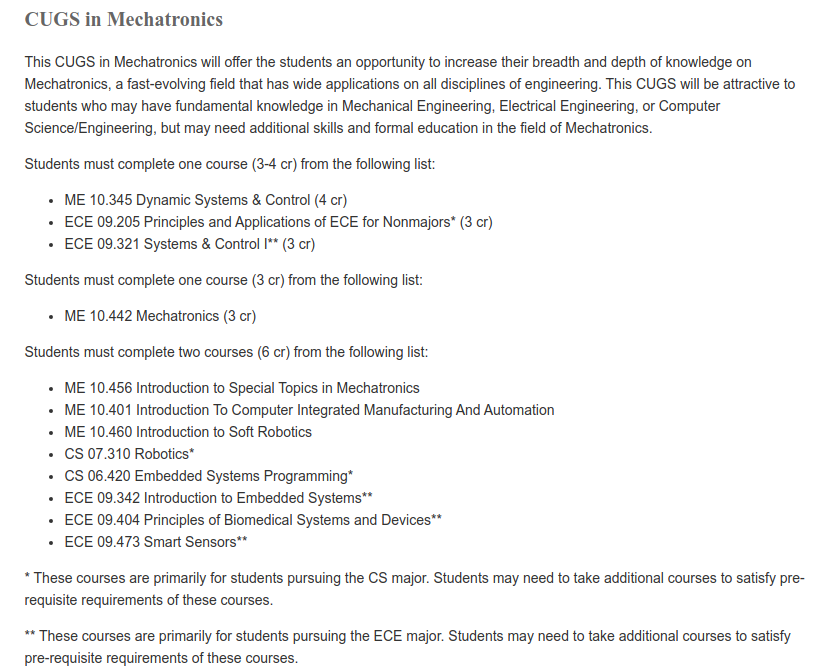 CUGS in Mechatronics
This CUGS in Mechatronics will offer the students an opportunity to increase their breadth and depth of knowledge on
Mechatronics, a fast-evolving field that has wide applications on all disciplines of engineering. This CUGS will be attractive to
students who may have fundamental knowledge in Mechanical Engineering, Electrical Engineering, or Computer
Science/Engineering, but may need additional skills and formal education in the field of Mechatronics.
Students must complete one course (3-4 cr) from the following list:
• ME 10.345 Dynamic Systems & Control (4 cr)
• ECE 09.205 Principles and Applications of ECE for Nonmajors* (3 cr)
• ECE 09.321 Systems & Control I** (3 cr)
Students must complete one course (3 cr) from the following list:
• ME 10.442 Mechatronics (3 cr)
Students must complete two courses (6 cr) from the following list:
• ME 10.456 Introduction to Special Topics in Mechatronics
• ME 10.401 Introduction To Computer Integrated Manufacturing And Automation
• ME 10.460 Introduction to Soft Robotics
• CS 07.310 Robotics*
• CS 06.420 Embedded Systems Programming*
• ECE 09.342 Introduction to Embedded Systems**
• ECE 09.404 Principles of Biomedical Systems and Devices**
• ECE 09.473 Smart Sensors**
* These courses are primarily for students pursuing the CS major. Students may need to take additional courses to satisfy pre-
requisite requirements of these courses.
** These courses are primarily for students pursuing the ECE major. Students may need to take additional courses to satisfy
pre-requisite requirements of these courses.